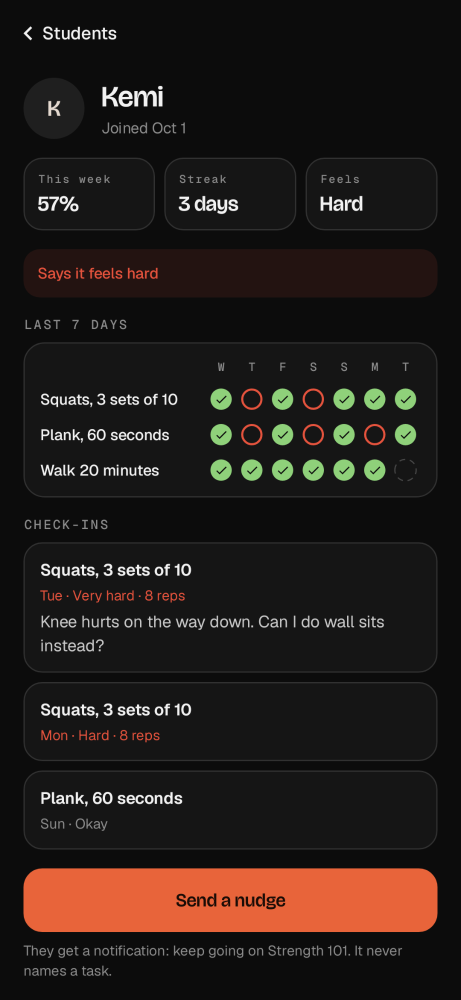 Students
K
Kemi
Joined Oct 1
This week
57%
Streak
3 days
Feels
Hard
Says it feels hard
LAST 7 DAYS
W T F S S M T
Squats, 3 sets of 10
Plank, 60 seconds
Walk 20 minutes
CHECK-INS
Squats, 3 sets of 10
Tue · Very hard · 8 reps
Knee hurts on the way down. Can I do wall sits
instead?
Squats, 3 sets of 10
Mon · Hard · 8 reps
Plank, 60 seconds
Sun · Okay
Send a nudge
They get a notification: keep going on Strength 101. It never
names a task.